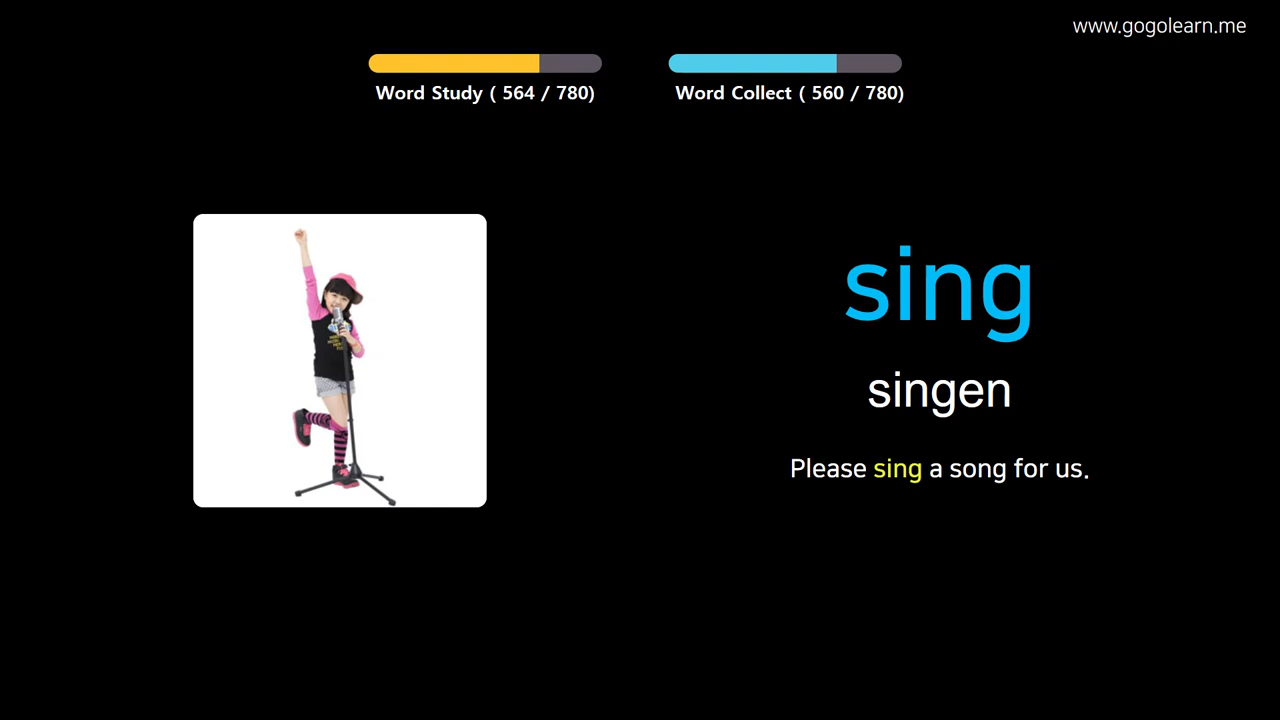 www.gogolearn.me
Word Study ( 564 / 780)
Word Collect ( 560 / 780)
sing
singen
Please sing a song for us.